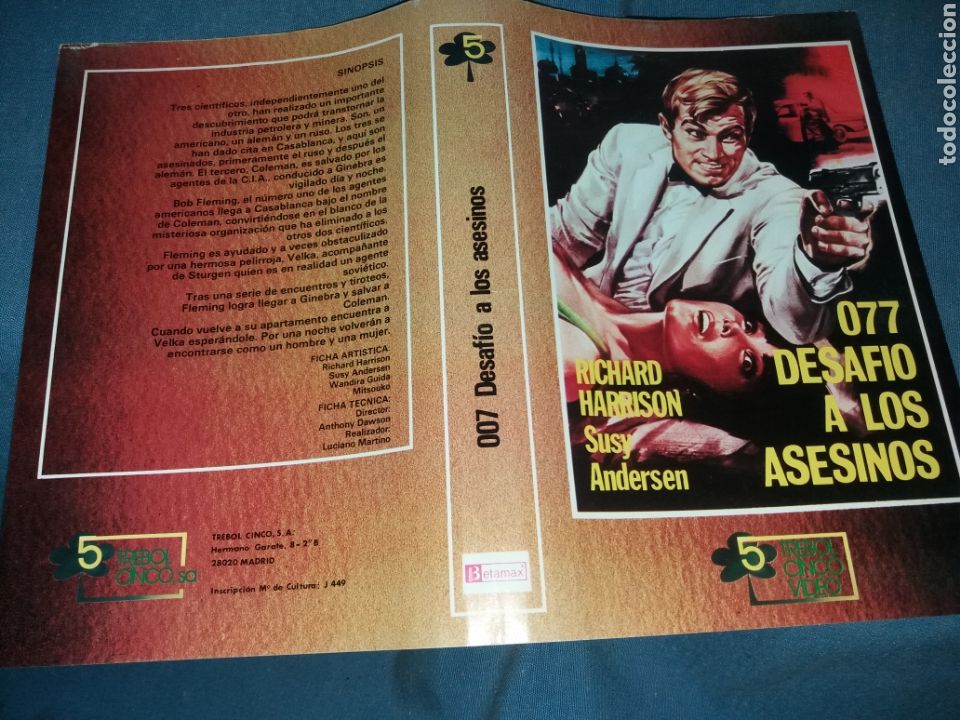 SINOPSIS
Tres científicos, independientemente uno del
otro, han realizado un importante
descubrimiento que podrá transtornar la
industria petrolera y minera. Son, un
americano, un alemán y un ruso. Los tres se
han dado cita en Casablanca, y aquí son
asesinados, primeramente el ruso y después el
alemán. El tercero, Coleman, es salvado por los
agentes de la C.I.A., conducido a Ginebra es
vigilado día y noche.
Bob Fleming, el número uno de los agentes
americanos llega a Casablanca bajo el nombre
de Coleman, convirtiéndose en el blanco de la
misteriosa organización que ha eliminado a los
otros dos científicos.
Fleming es ayudado y a veces obstaculizado
por una hermosa pelirroja, Velka, acompañante
de Sturgen quien es en realidad un agente
soviético.
Tras una serie de encuentros y tiroteos,
Fleming logra llegar a Ginebra y salvar a
Coleman.
Cuando vuelve a su apartamento encuentra a
Velka esperándole. Por una noche volverán a
encontrarse como un hombre y una mujer.
FICHA ARTISTICA:
Richard Harrison
Susy Andersen
Wandira Guida
Mitsouko
FICHA TECNICA:
Director:
Anthony Dawson
Realizador:
Luciano Martino
5 TREBOL
CINCO, sa
TREBOL CINCO, S.A.
Hermano Garate, 8-2º B
28020 MADRID
Inscripción Mº de Cultura: J 449
5
007 Desafío a los asesinos
Betamax
077
DESAFIO
A LOS
ASESINOS
RICHARD
HARRISON
Susy
Andersen
5 TREBOL
CINCO
VIDEO
todocoleccion